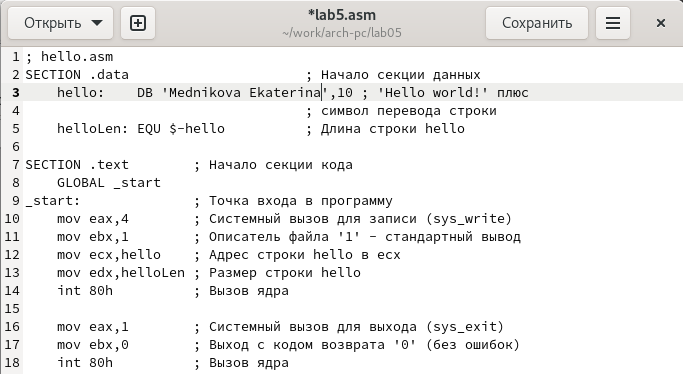 Открыть
*lab5.asm
~/work/arch-pc/lab05
Сохранить
1 ; hello.asm
2 SECTION .data                      ; Начало секции данных
3     hello:    DB 'Mednikova Ekaterina',10 ; 'Hello world!' плюс
4                                    ; символ перевода строки
5     helloLen: EQU $-hello          ; Длина строки hello
6
7 SECTION .text        ; Начало секции кода
8     GLOBAL _start
9 _start:              ; Точка входа в программу
10     mov eax,4        ; Системный вызов для записи (sys_write)
11     mov ebx,1        ; Описатель файла '1' - стандартный вывод
12     mov ecx,hello    ; Адрес строки hello в ecx
13     mov edx,helloLen ; Размер строки hello
14     int 80h          ; Вызов ядра
15
16     mov eax,1        ; Системный вызов для выхода (sys_exit)
17     mov ebx,0        ; Выход с кодом возврата '0' (без ошибок)
18     int 80h          ; Вызов ядра